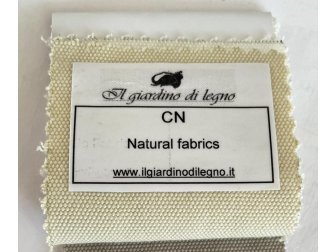 Il giardino di legno
CN
Natural fabrics
www.ilgiardinodilegno.it